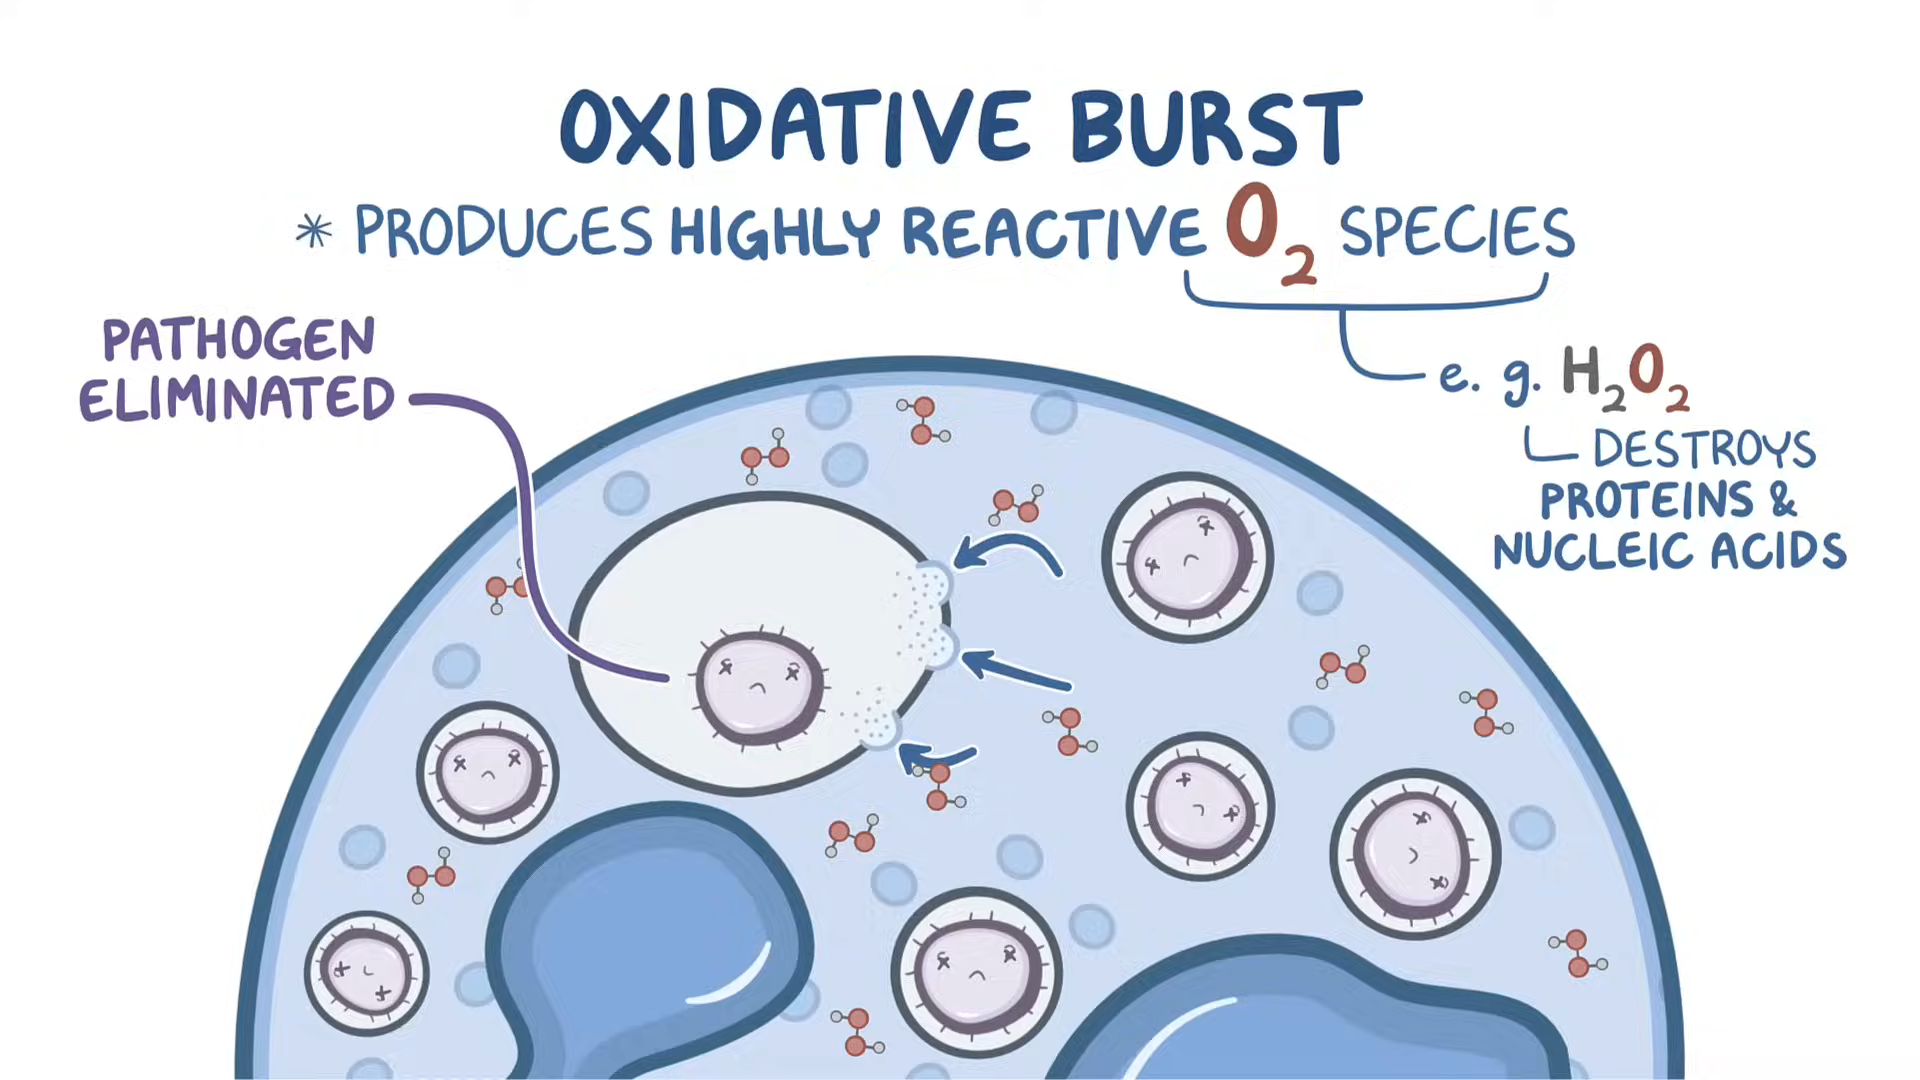 OXIDATIVE BURST
* PRODUCES HIGHLY REACTIVE O₂ SPECIES
PATHOGEN
ELIMINATED
e. g. H₂O₂
DESTROYS
PROTEINS &
NUCLEIC ACIDS